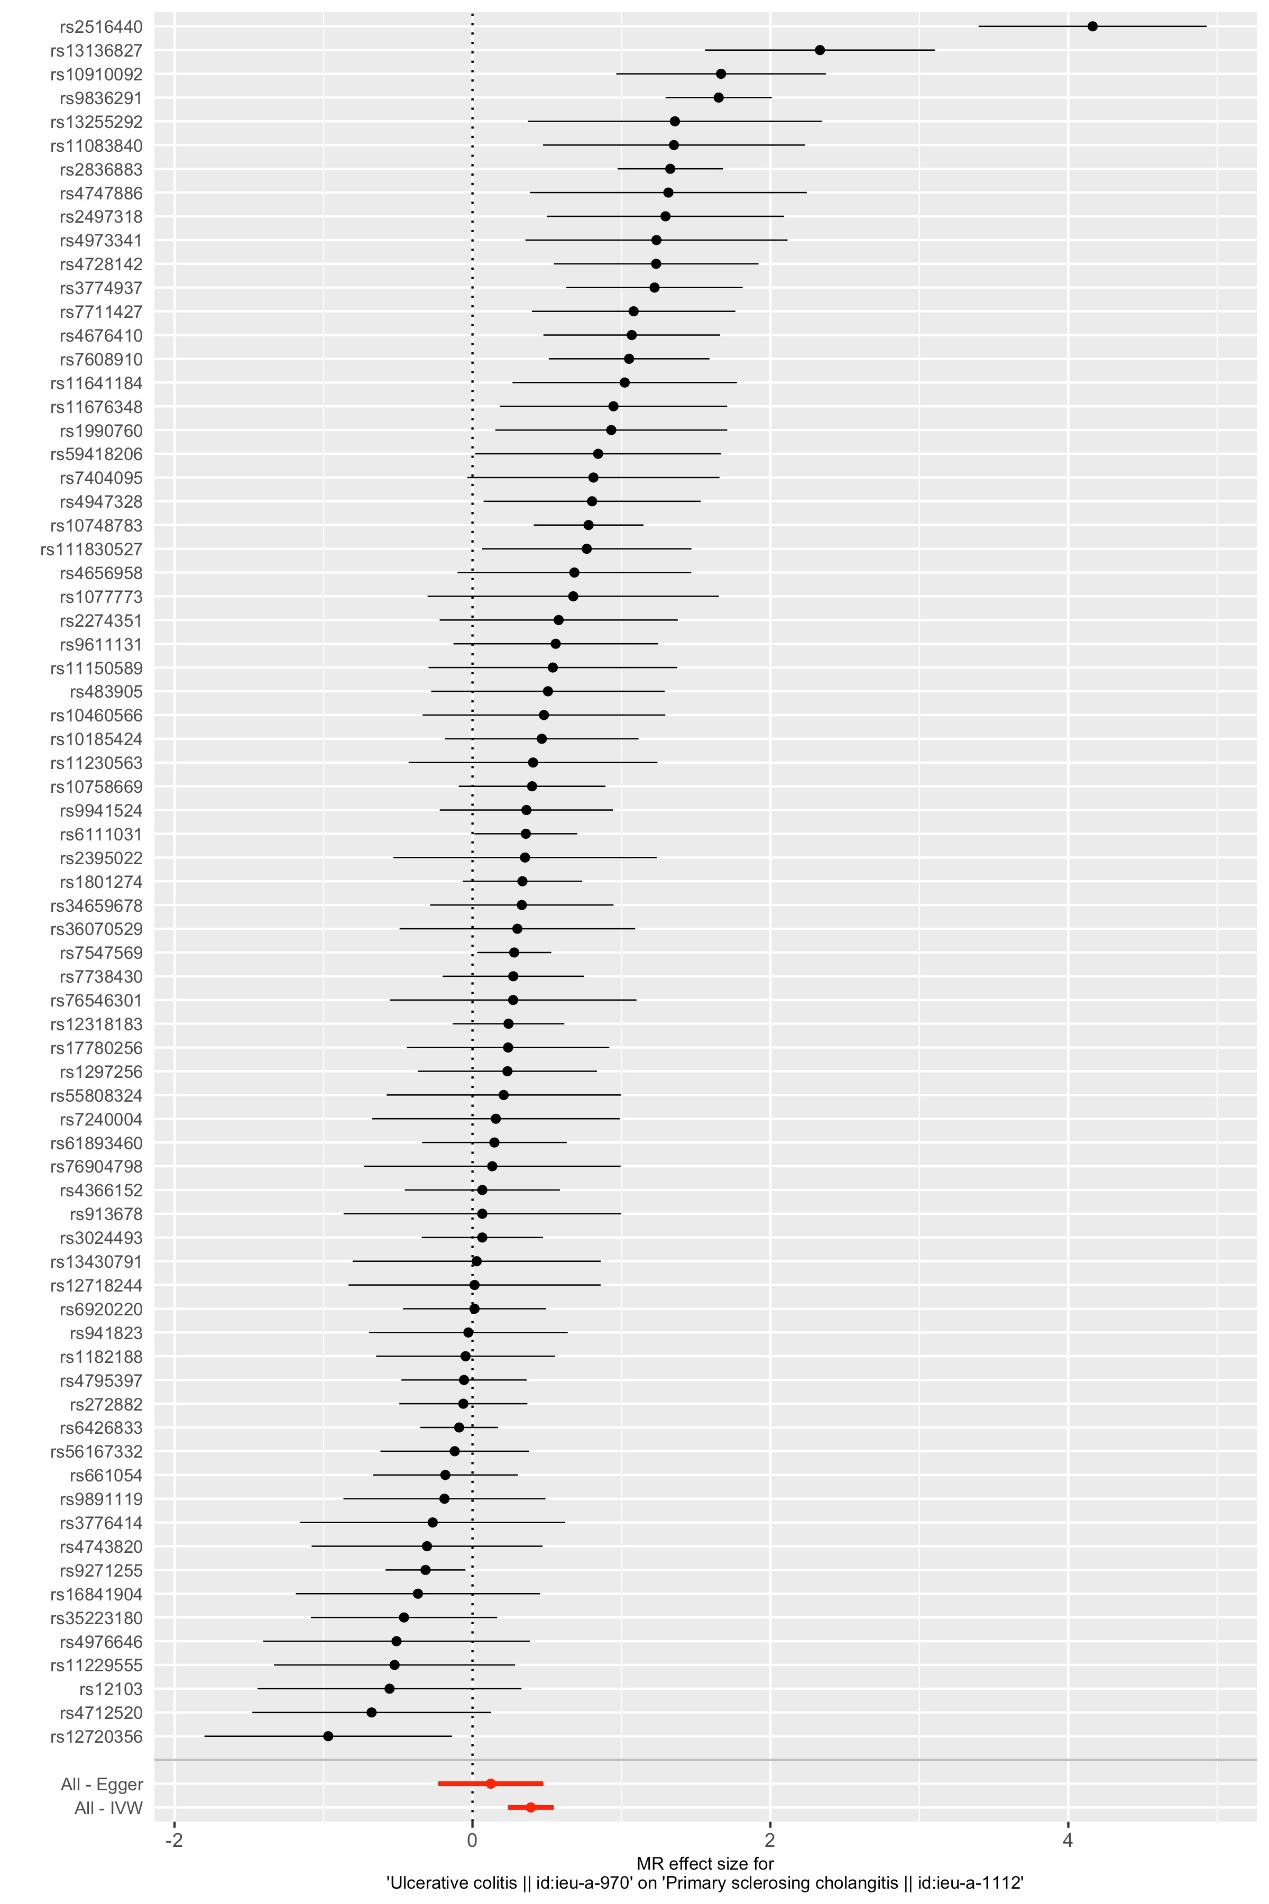 rs2516440
rs13136827
rs10910092
rs9836291
rs13255292
rs11083840
rs2836883
rs4747886
rs2497318
rs4973341
rs4728142
rs3774937
rs7711427
rs4676410
rs7608910
rs11641184
rs11676348
rs1990760
rs59418206
rs7404095
rs4947328
rs10748783
rs111830527
rs4656958
rs1077773
rs2274351
rs9611131
rs11150589
rs483905
rs10460566
rs10185424
rs11230563
rs10758669
rs9941524
rs6111031
rs2395022
rs1801274
rs34659678
rs36070529
rs7547569
rs7738430
rs76546301
rs12318183
rs17780256
rs1297256
rs55808324
rs7240004
rs61893460
rs76904798
rs4366152
rs913678
rs3024493
rs13430791
rs12718244
rs6920220
rs941823
rs1182188
rs4795397
rs272882
rs6426833
rs56167332
rs661054
rs9891119
rs3776414
rs4743820
rs9271255
rs16841904
rs35223180
rs4976646
rs11229555
rs12103
rs4712520
rs12720356
All - Egger
All - IVW
-2 0 2 4
MR effect size for
'Ulcerative colitis || id:ieu-a-970' on 'Primary sclerosing cholangitis || id:ieu-a-1112'